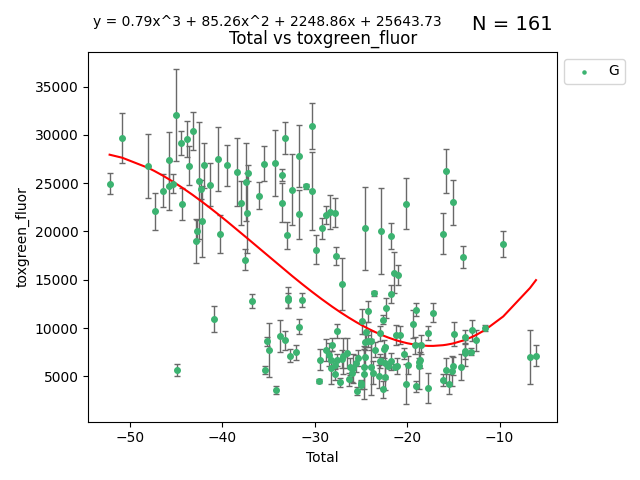 y = 0.79x^3 + 85.26x^2 + 2248.86x + 25643.73
N = 161
Total vs toxgreen_fluor
G
35000
30000
25000
20000
15000
10000
5000
toxgreen_fluor
−50
−40
−30
−20
−10
Total